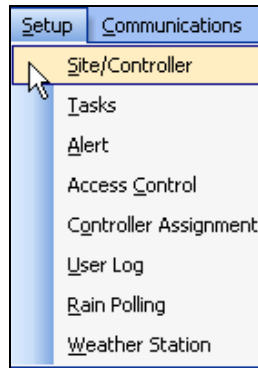 Setup Communications
Site/Controller
Tasks
Alert
Access Control
Controller Assignment
User Log
Rain Polling
Weather Station